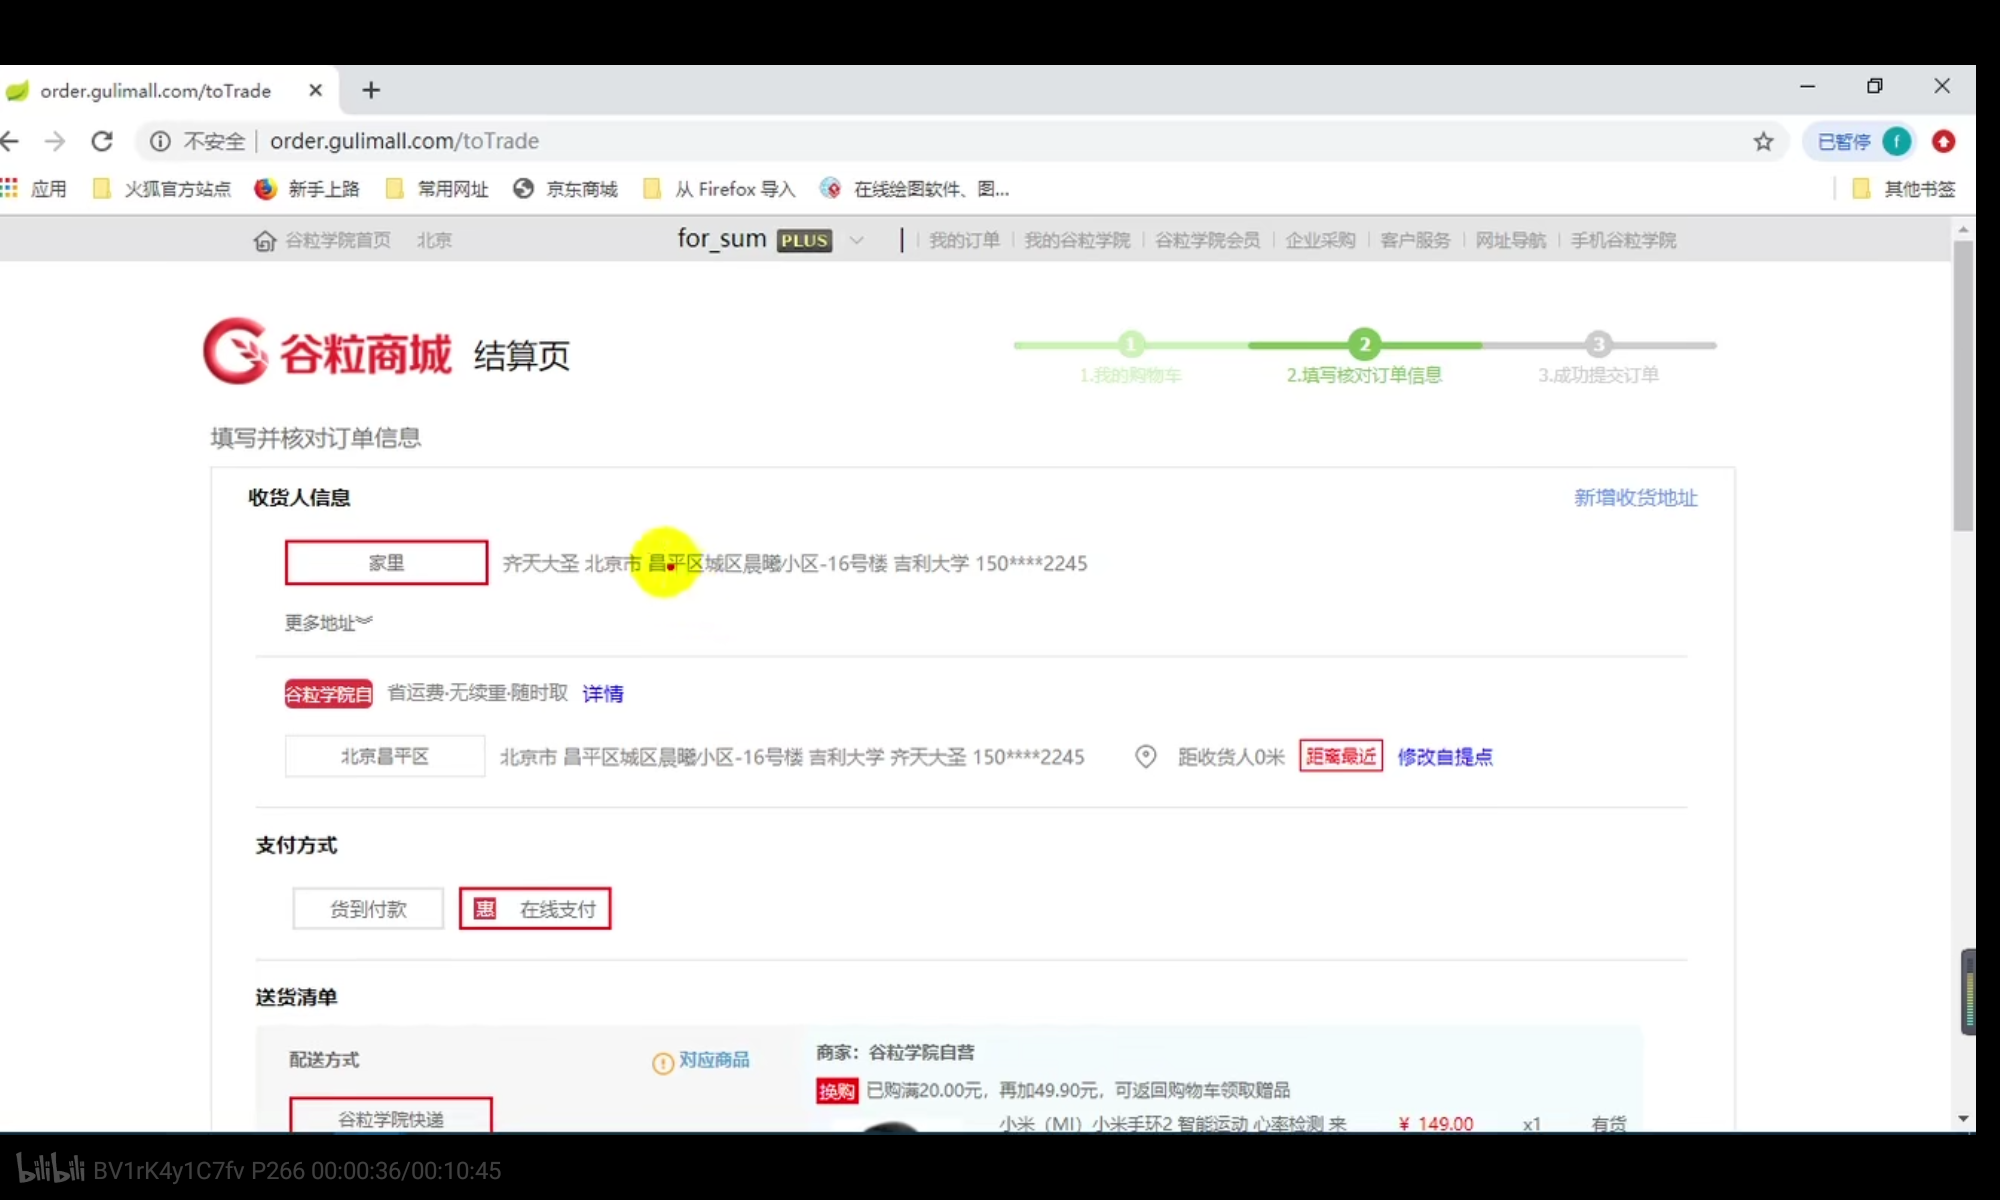 order.gulimall.com/toTrade
不安全 order.gulimall.com/toTrade 已暂停 f
应用 火狐官方站点 新手上路 常用网址 京东商城 从 Firefox 导入 在线绘图软件、图... 其他书签
谷粒学院首页 北京 for_sum PLUS 我的订单 我的谷粒学院 谷粒学院会员 企业采购 客户服务 网址导航 手机谷粒学院
谷粒商城 结算页
1 2 3
1.我的购物车 2.填写核对订单信息 3.成功提交订单
填写并核对订单信息
收货人信息 新增收货地址
家里 齐天大圣 北京市 昌平区城区晨曦小区-16号楼 吉利大学 150****2245
更多地址
谷粒学院自 省运费·无续重·随时取 详情
北京昌平区 北京市 昌平区城区晨曦小区-16号楼 吉利大学 齐天大圣 150****2245 距收货人0米 距离最近 修改自提点
支付方式
货到付款 惠 在线支付
送货清单
配送方式 对应商品 商家：谷粒学院自营
换购 已购满20.00元，再加49.90元，可返回购物车领取赠品
谷粒学院快递 小米（MI）小米手环2 智能运动 心率检测 来 ¥ 149.00 x1 有货
bilibili BV1rK4y1C7fv P266 00:00:36/00:10:45